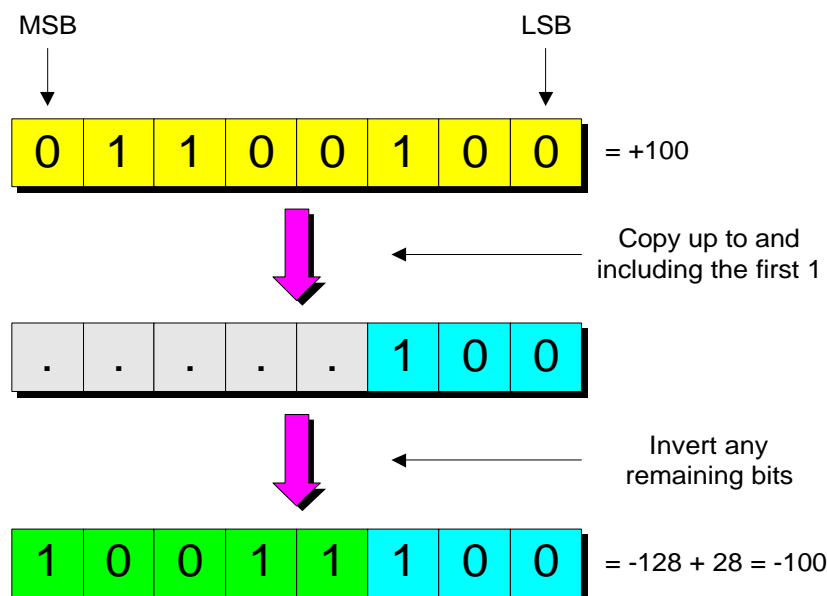 MSB LSB
0 1 1 0 0 1 0 0 = +100
Copy up to and
including the first 1
. . . . . 1 0 0
Invert any
remaining bits
1 0 0 1 1 1 0 0 = -128 + 28 = -100